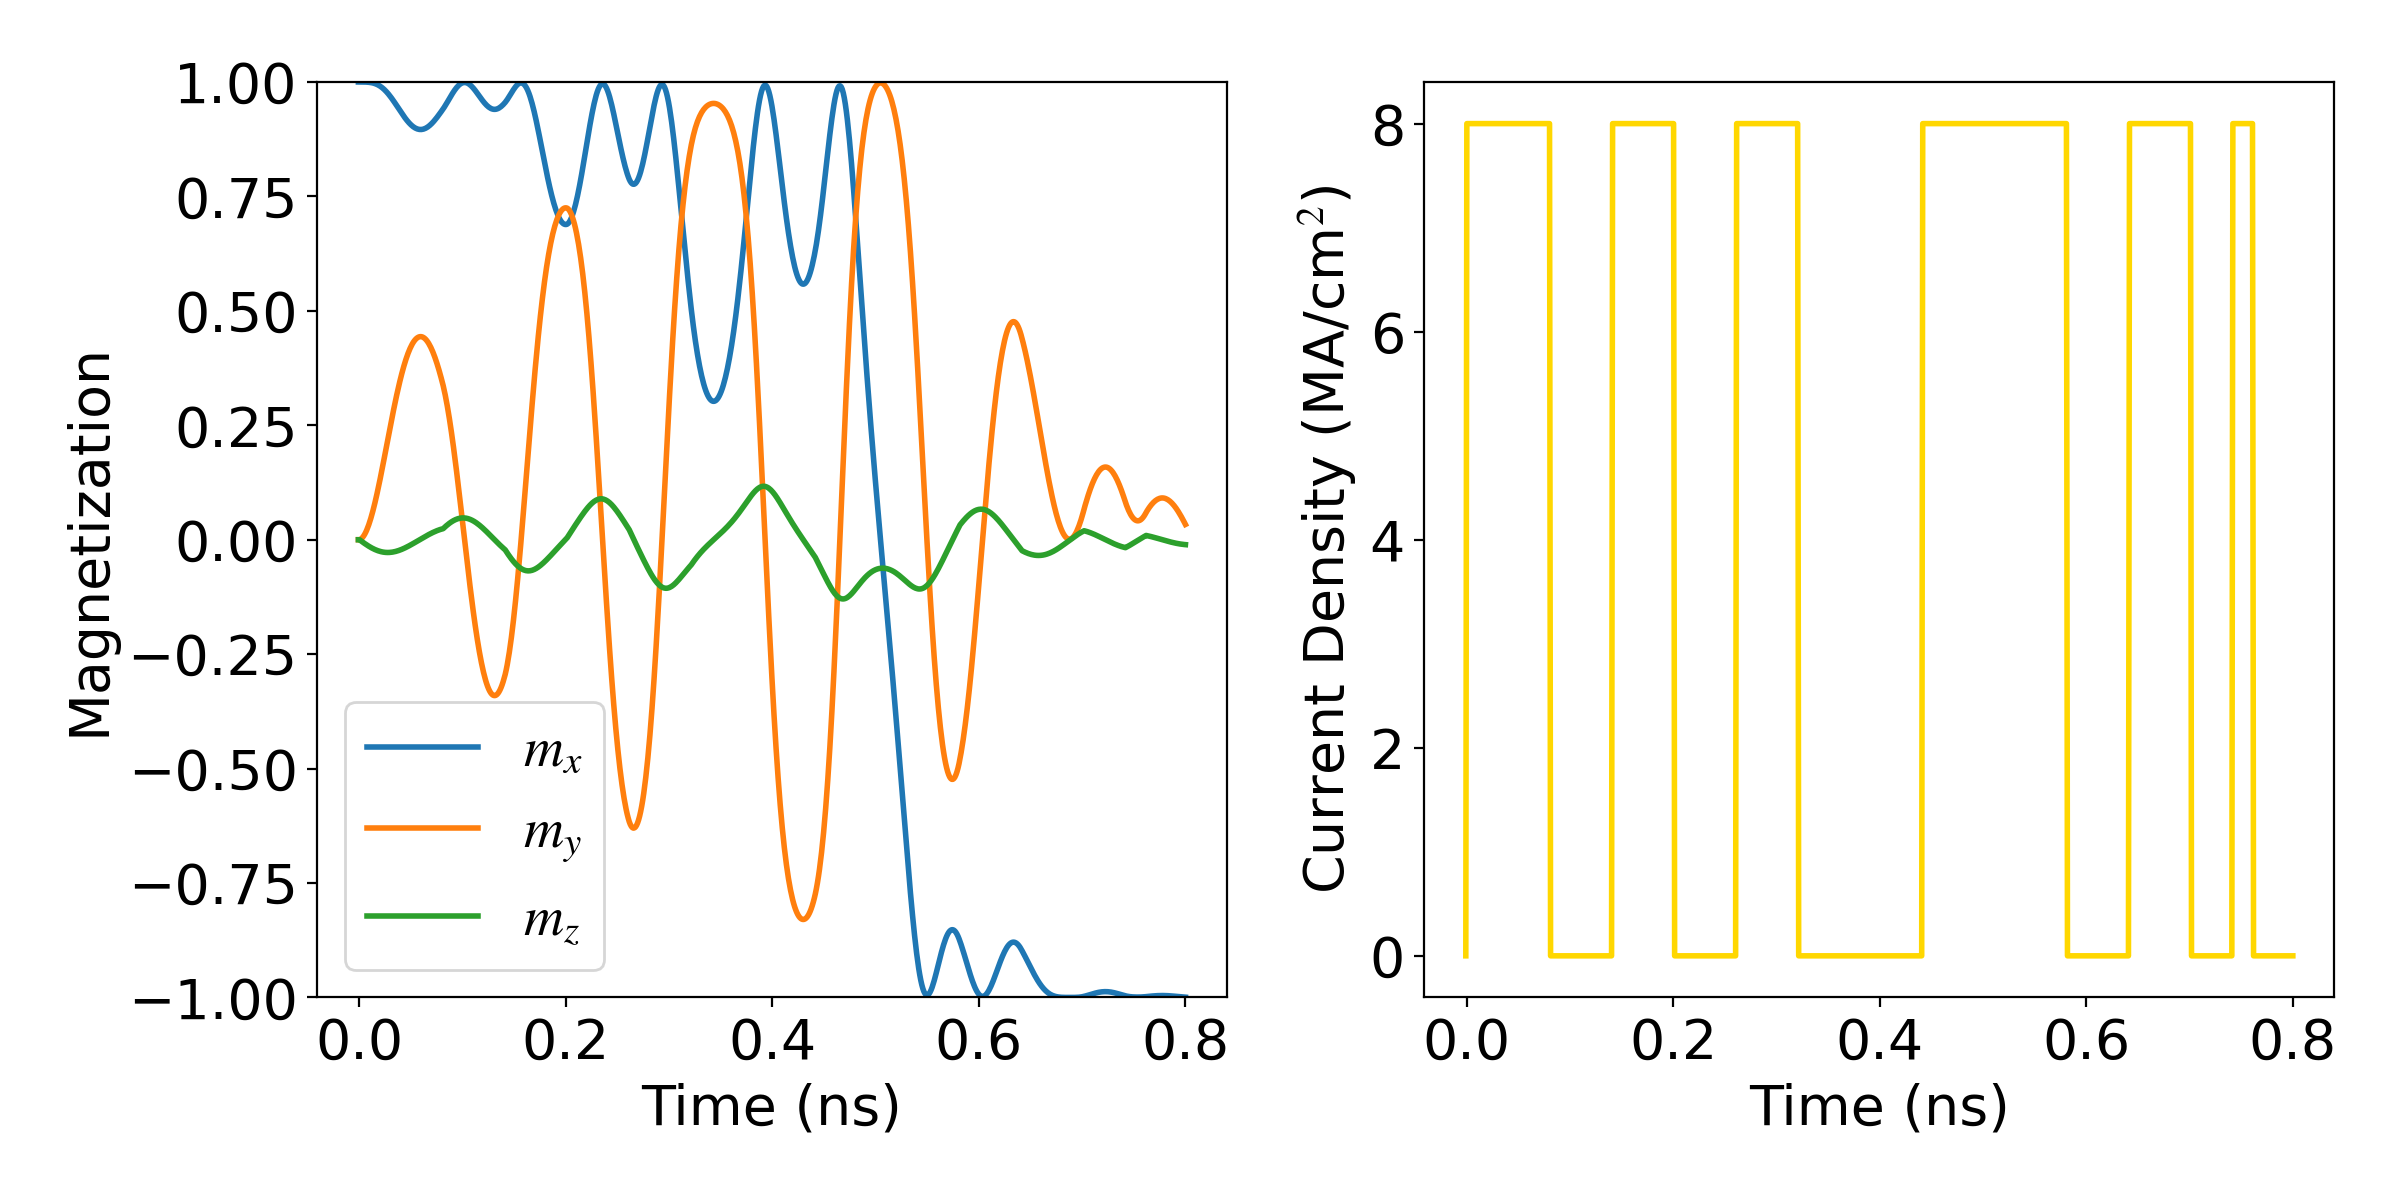 1.00
0.75
0.50
0.25
0.00
−0.25
−0.50
−0.75
−1.00
Magnetization
m_x
m_y
m_z
0.0 0.2 0.4 0.6 0.8
Time (ns)
8
6
4
2
0
Current Density (MA/cm²)
0.0 0.2 0.4 0.6 0.8
Time (ns)